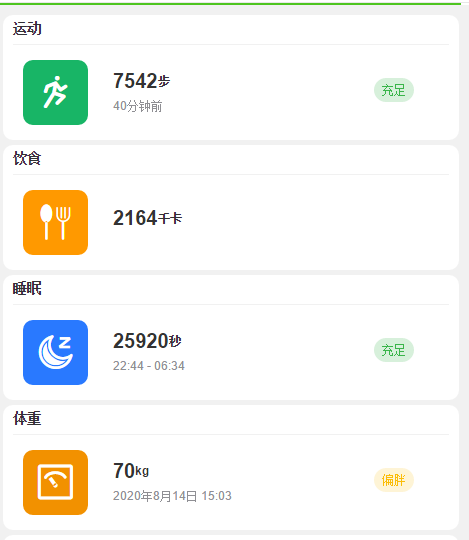 运动
7542步
40分钟前
充足
饮食
2164千卡
睡眠
25920秒
22:44 - 06:34
充足
体重
70kg
2020年8月14日 15:03
偏胖